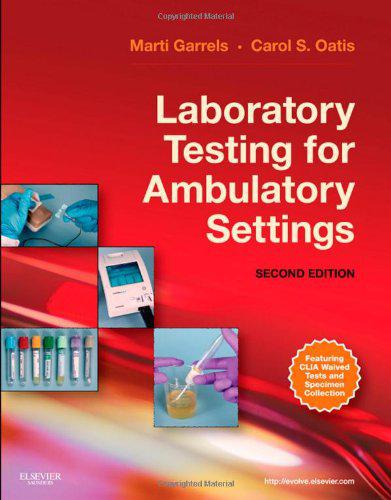 Marti Garrels • Carol S. Oatis
Laboratory
Testing for
Ambulatory
Settings
SECOND EDITION
Featuring
CLIA Waived
Tests and
Specimen
Collection
ELSEVIER
SAUNDERS
http://evolve.elsevier.com